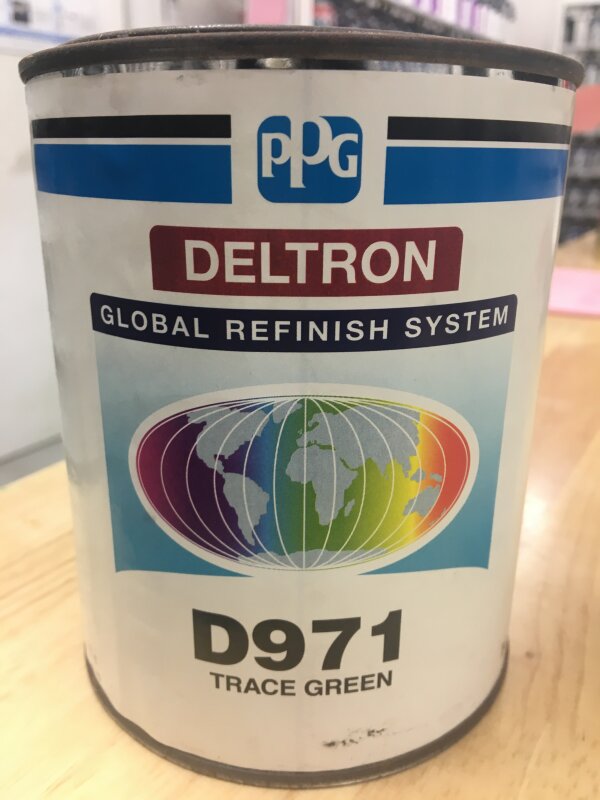 PPG
DELTRON
GLOBAL REFINISH SYSTEM
D971
TRACE GREEN